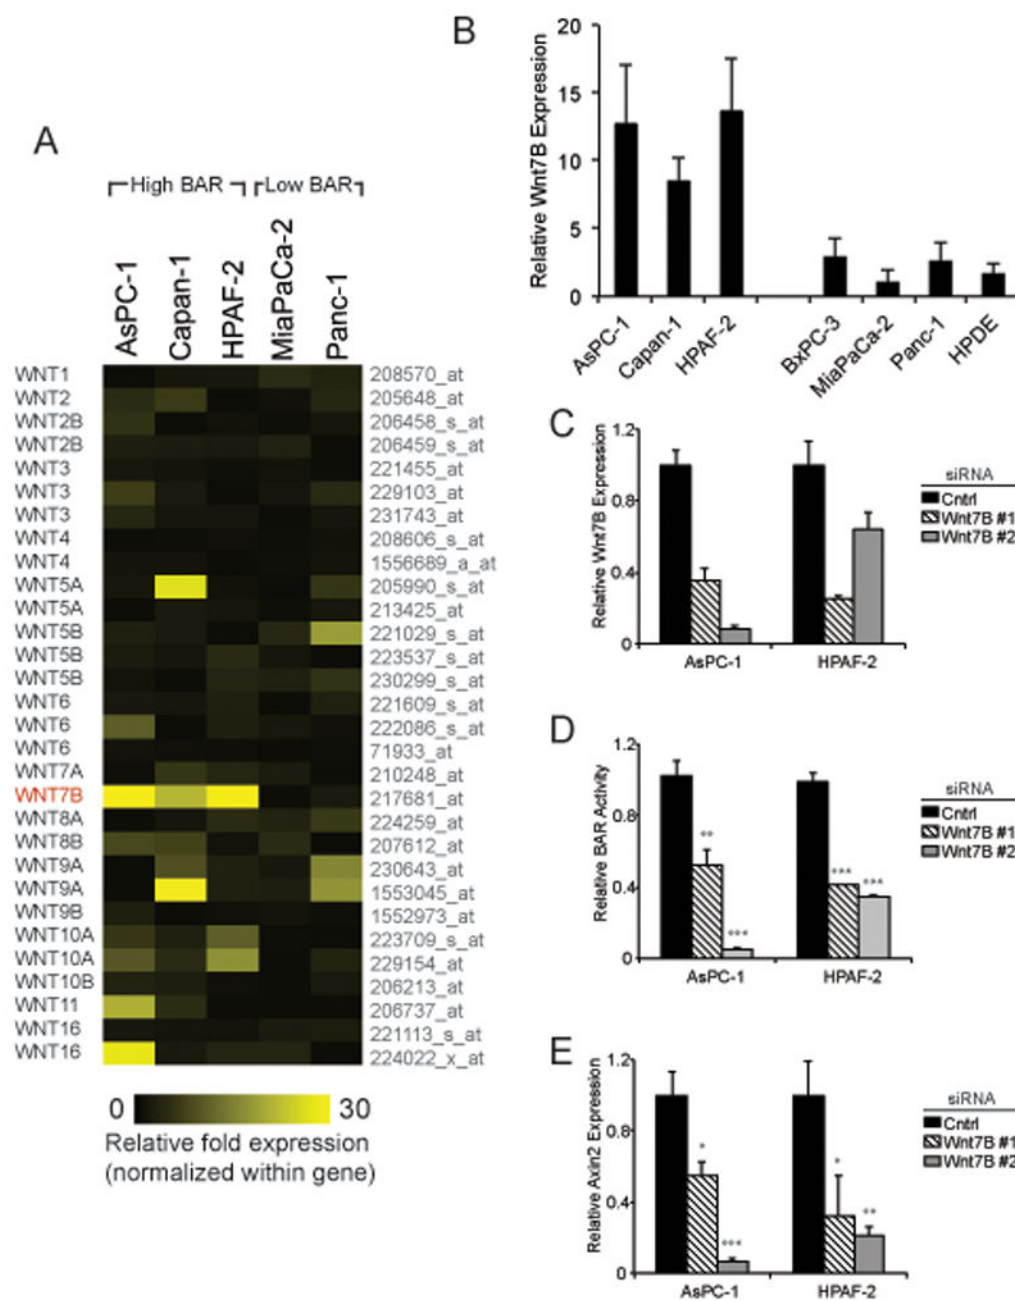 A
High BAR
Low BAR
AsPC-1
Capan-1
HPAF-2
MiaPaCa-2
Panc-1
WNT1 208570_at
WNT2 205648_at
WNT2B 206458_s_at
WNT2B 206459_s_at
WNT3 221455_at
WNT3 229103_at
WNT3 231743_at
WNT4 208606_s_at
WNT4 1556689_a_at
WNT5A 205990_s_at
WNT5A 213425_at
WNT5B 221029_s_at
WNT5B 223537_s_at
WNT5B 230299_s_at
WNT6 221609_s_at
WNT6 222086_s_at
WNT6 71933_at
WNT7A 210248_at
WNT7B 217681_at
WNT8A 224259_at
WNT8B 207612_at
WNT9A 230643_at
WNT9A 1553045_at
WNT9B 1552973_at
WNT10A 223709_s_at
WNT10A 229154_at
WNT10B 206213_at
WNT11 206737_at
WNT16 221113_s_at
WNT16 224022_x_at
0 30
Relative fold expression
(normalized within gene)
B
Relative Wnt7B Expression
20
15
10
5
0
AsPC-1
Capan-1
HPAF-2
BxPC-3
MiaPaCa-2
Panc-1
HPDE
C
Relative Wnt7B Expression
1.2
0.8
0.4
0
AsPC-1
HPAF-2
siRNA
Cntrl
Wnt7B #1
Wnt7B #2
D
Relative BAR Activity
1.2
0.8
0.4
0
**
***
***
***
AsPC-1
HPAF-2
siRNA
Cntrl
Wnt7B #1
Wnt7B #2
E
Relative Axin2 Expression
1.2
0.8
0.4
0
*
***
*
**
AsPC-1
HPAF-2
siRNA
Cntrl
Wnt7B #1
Wnt7B #2